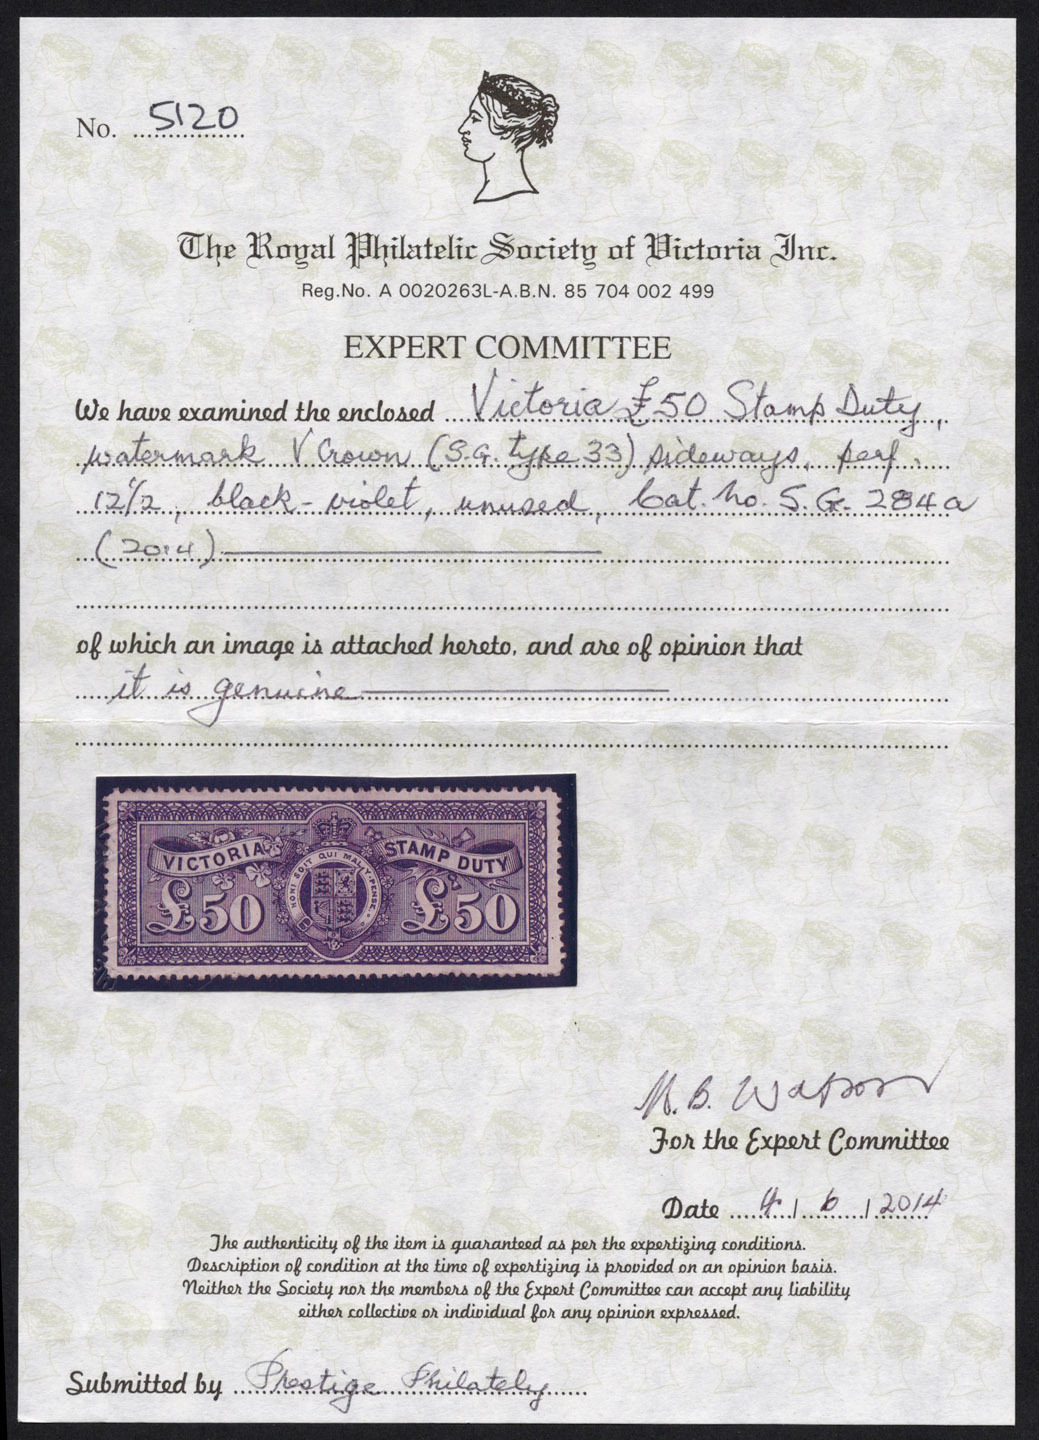 No. 5120
The Royal Philatelic Society of Victoria Inc.
Reg.No. A 0020263L-A.B.N. 85 704 002 499
EXPERT COMMITTEE
We have examined the enclosed Victoria £50 Stamp Duty,
watermark V Crown (S.G. type 33) sideways, perf.
12½, black-violet, unused, Cat. No. S.G. 284a
(2014)
of which an image is attached hereto, and are of opinion that
it is genuine
VICTORIA STAMP DUTY
HONI SOIT QUI MAL Y PENSE
£50 £50
M. B. Watson
For the Expert Committee
Date 4 / 6 / 2014
The authenticity of the item is guaranteed as per the expertizing conditions.
Description of condition at the time of expertizing is provided on an opinion basis.
Neither the Society nor the members of the Expert Committee can accept any liability
either collective or individual for any opinion expressed.
Submitted by Prestige Philately